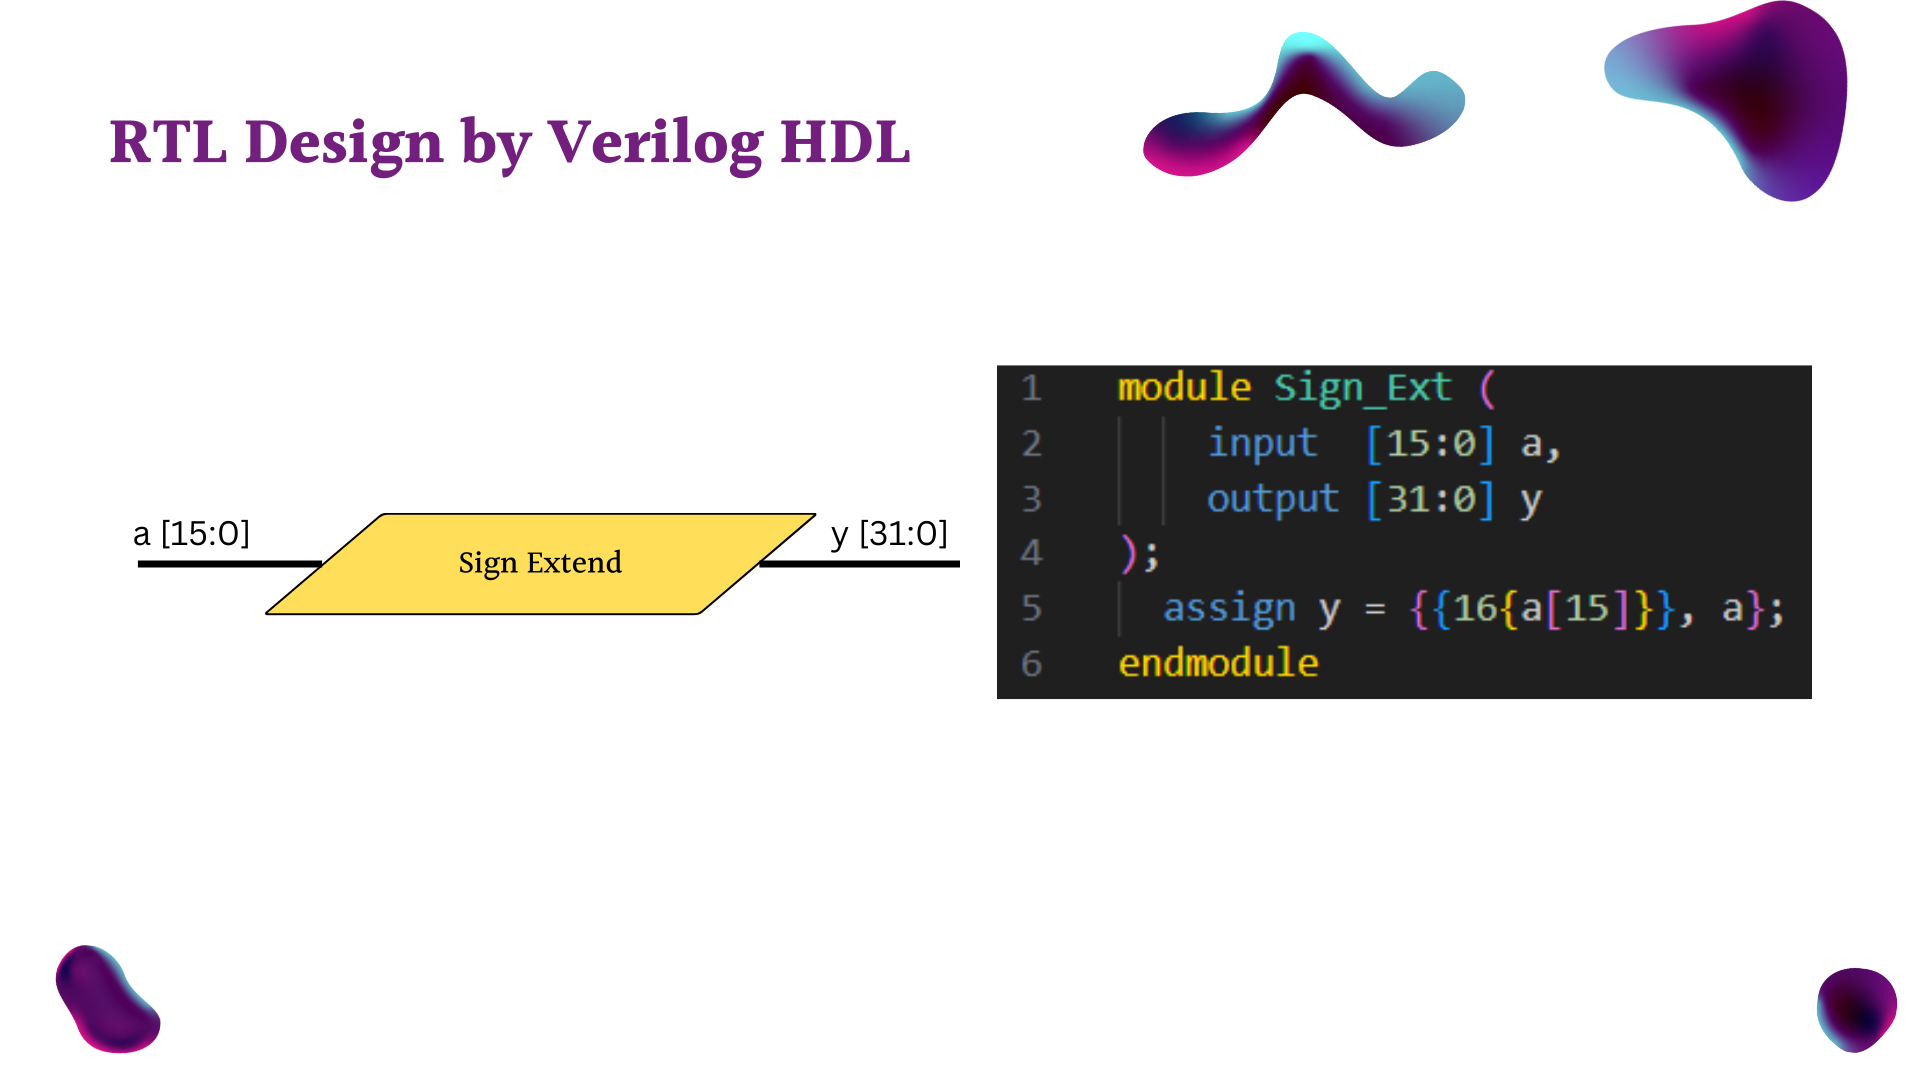 RTL Design by Verilog HDL
a [15:0]
Sign Extend
y [31:0]
1 module Sign_Ext (
2 input [15:0] a,
3 output [31:0] y
4 );
5 assign y = {{16{a[15]}}, a};
6 endmodule